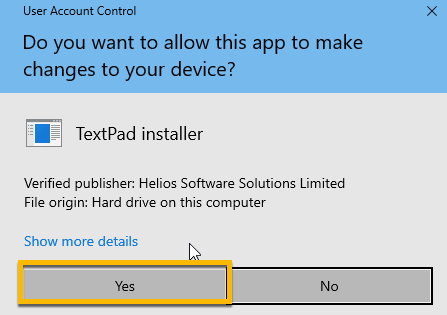 User Account Control
Do you want to allow this app to make
changes to your device?
TextPad installer
Verified publisher: Helios Software Solutions Limited
File origin: Hard drive on this computer
Show more details
Yes
No